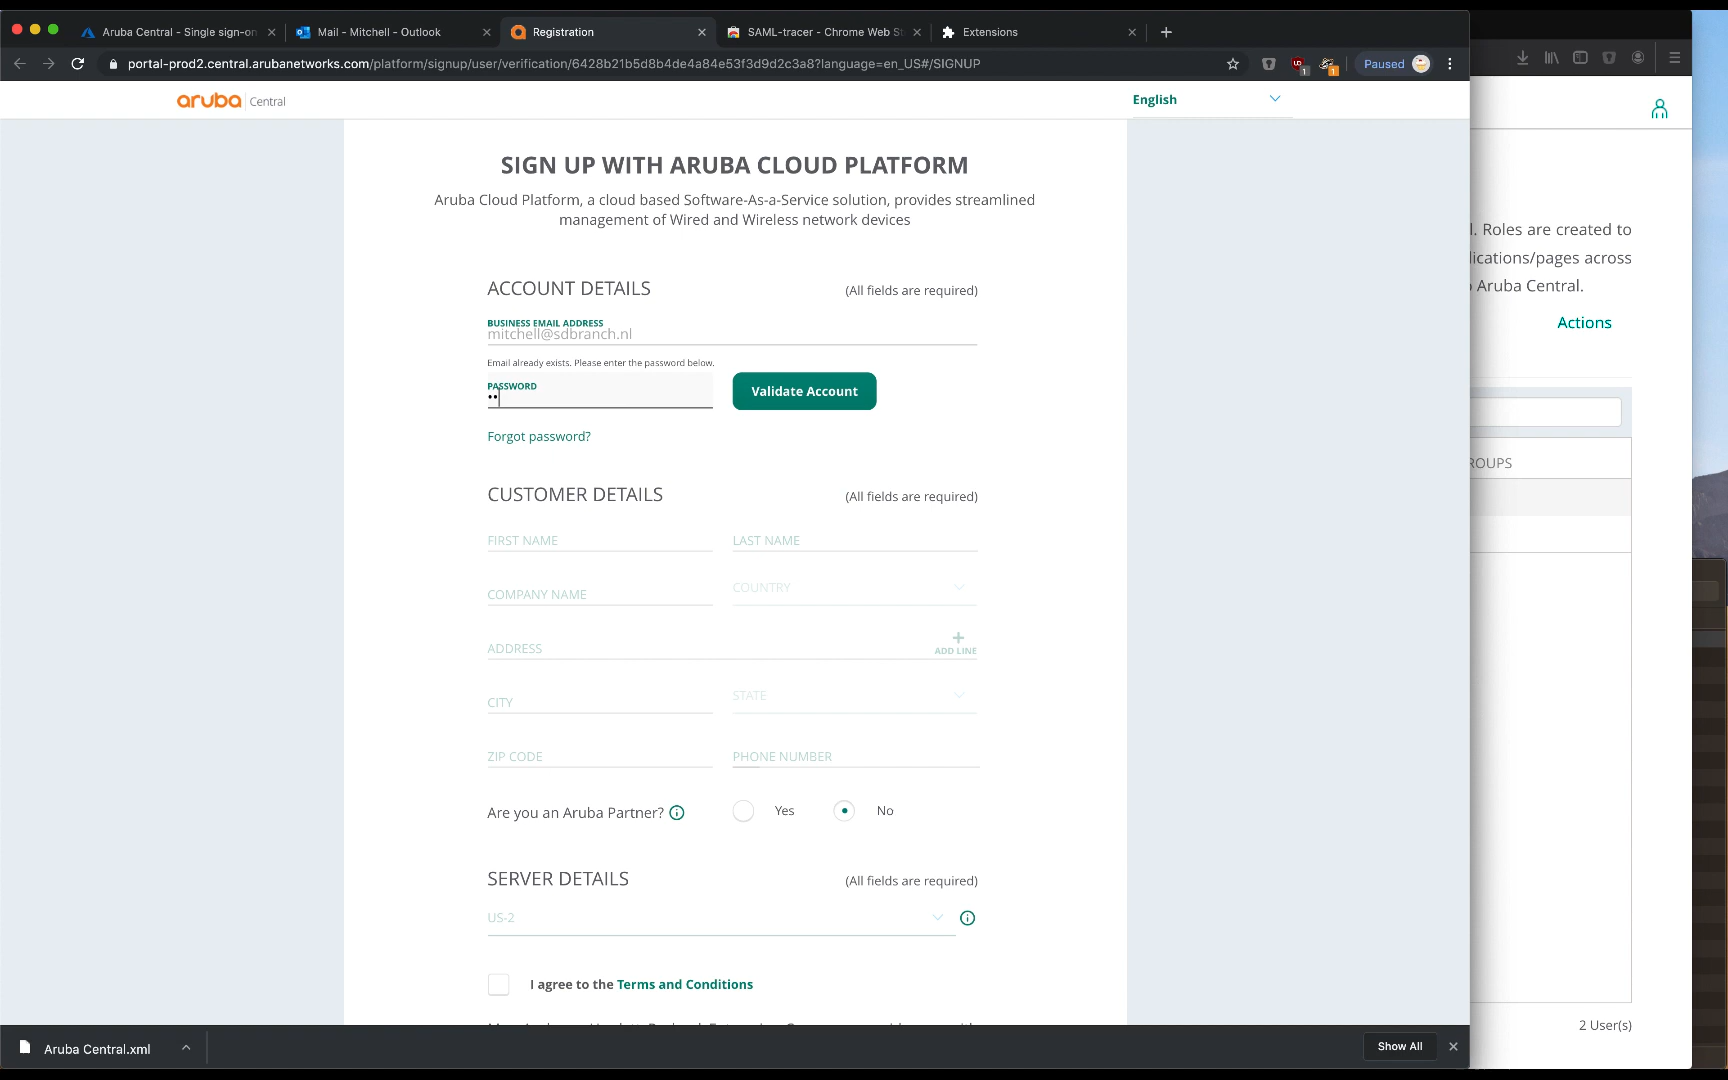 Aruba Central - Single sign-on
Mail - Mitchell - Outlook
Registration
SAML-tracer - Chrome Web St
Extensions
portal-prod2.central.arubanetworks.com/platform/signup/user/verification/6428b21b5d8b4de4a84e53f3d9d2c3a8?language=en_US#/SIGNUP
1
1
Paused
aruba Central
English
SIGN UP WITH ARUBA CLOUD PLATFORM
Aruba Cloud Platform, a cloud based Software-As-a-Service solution, provides streamlined
management of Wired and Wireless network devices
l. Roles are created to
lications/pages across
Aruba Central.
Actions
ACCOUNT DETAILS
(All fields are required)
BUSINESS EMAIL ADDRESS
mitchell@sdbranch.nl
Email already exists. Please enter the password below.
PASSWORD
••
Validate Account
Forgot password?
ROUPS
CUSTOMER DETAILS
(All fields are required)
FIRST NAME
LAST NAME
COMPANY NAME
COUNTRY
ADDRESS
ADD LINE
CITY
STATE
ZIP CODE
PHONE NUMBER
Are you an Aruba Partner?
Yes
No
SERVER DETAILS
(All fields are required)
US-2
I agree to the Terms and Conditions
2 User(s)
Aruba Central.xml
Show All